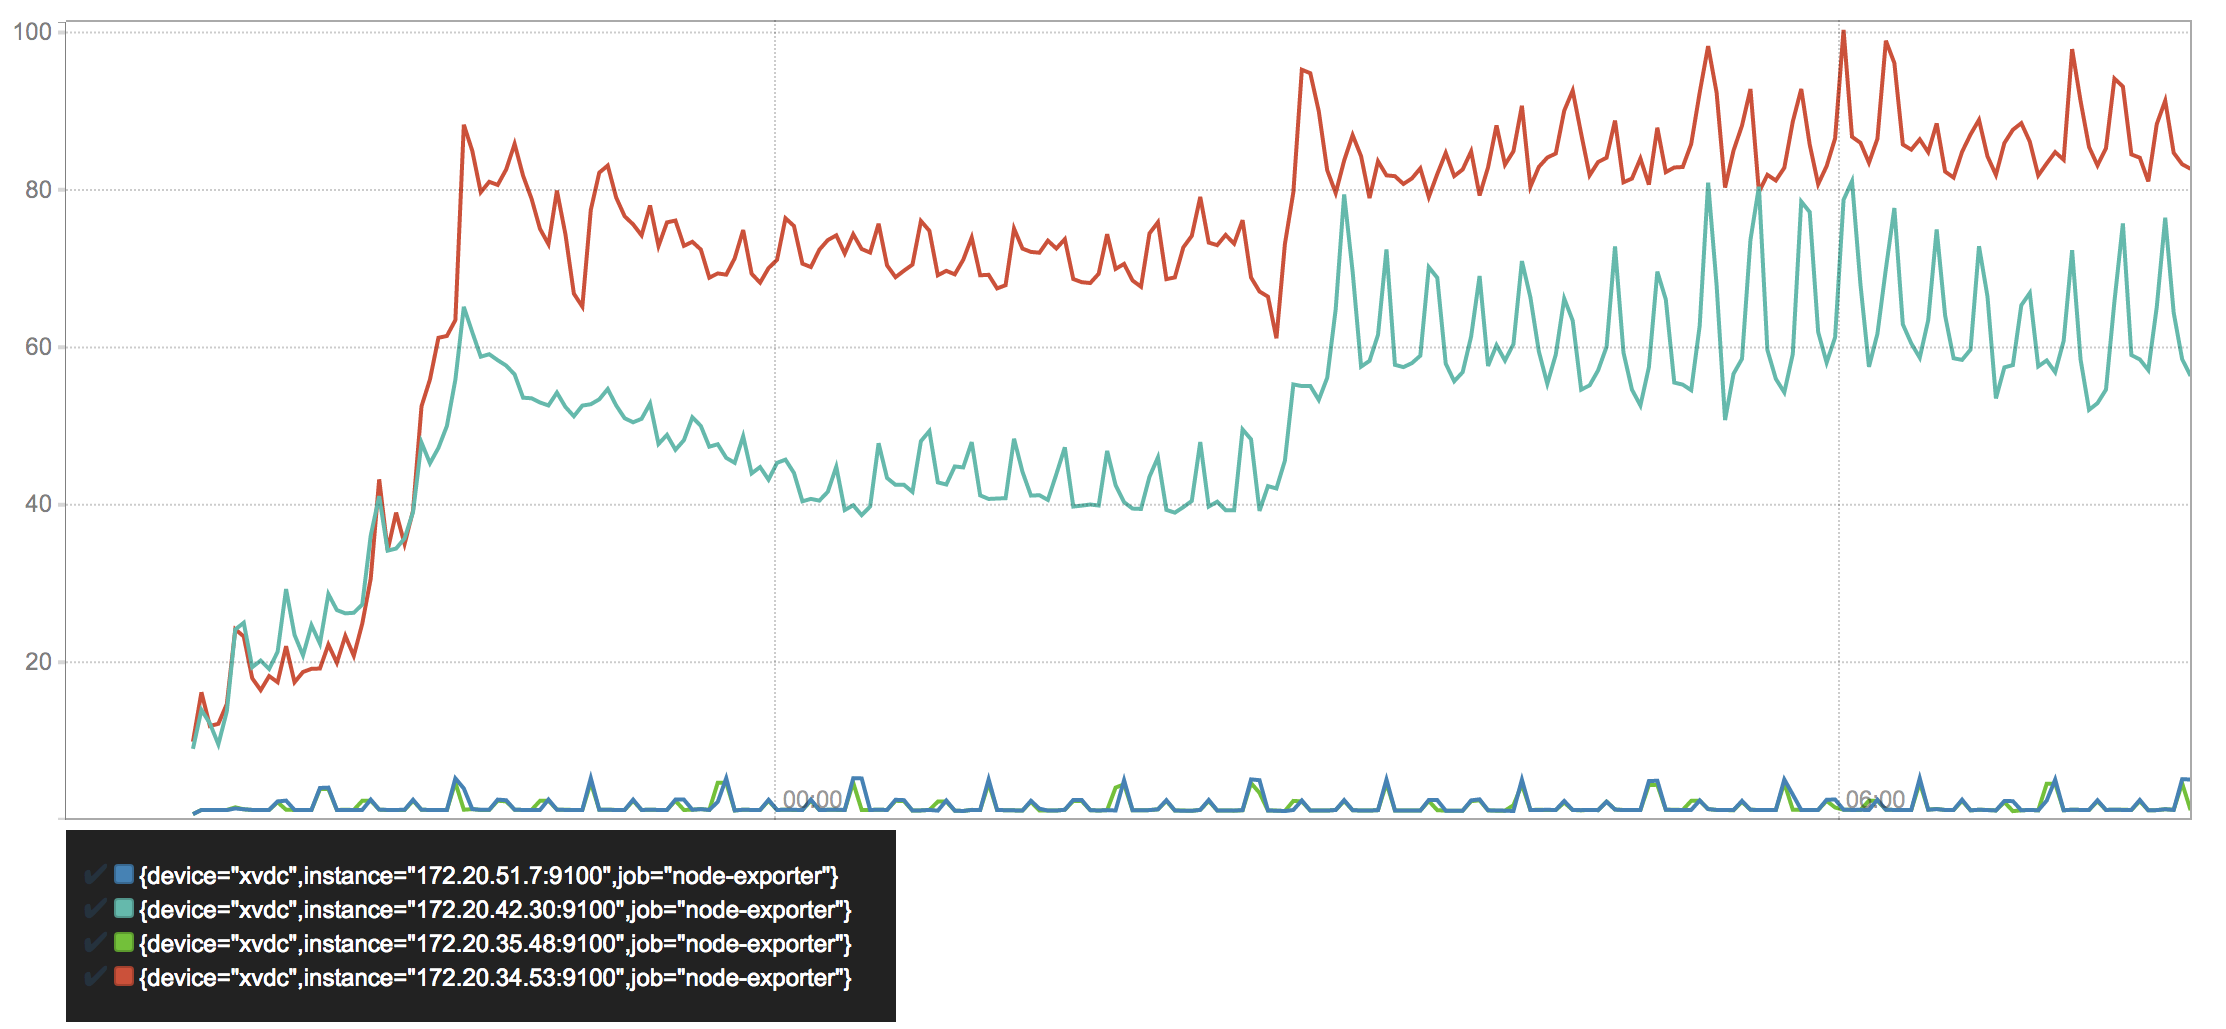 100
80
60
40
20
00:00
06:00
✔ {device="xvdc",instance="172.20.51.7:9100",job="node-exporter"}
✔ {device="xvdc",instance="172.20.42.30:9100",job="node-exporter"}
✔ {device="xvdc",instance="172.20.35.48:9100",job="node-exporter"}
✔ {device="xvdc",instance="172.20.34.53:9100",job="node-exporter"}